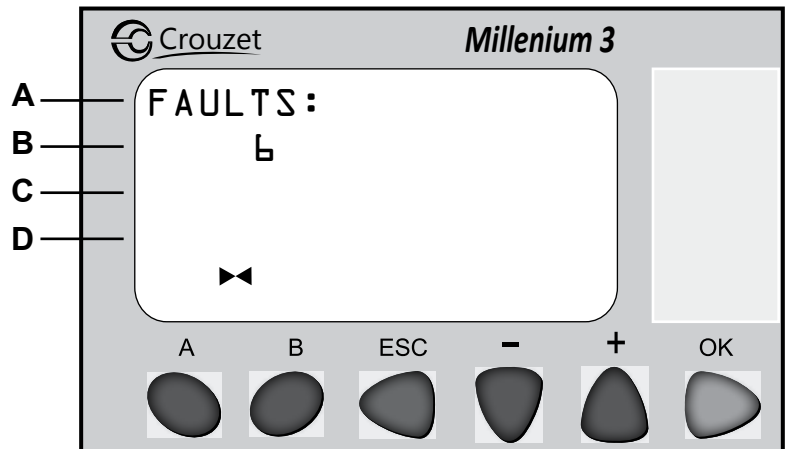 Crouzet Millenium 3
A FAULTS:
B 6
C
D
A B ESC - + OK